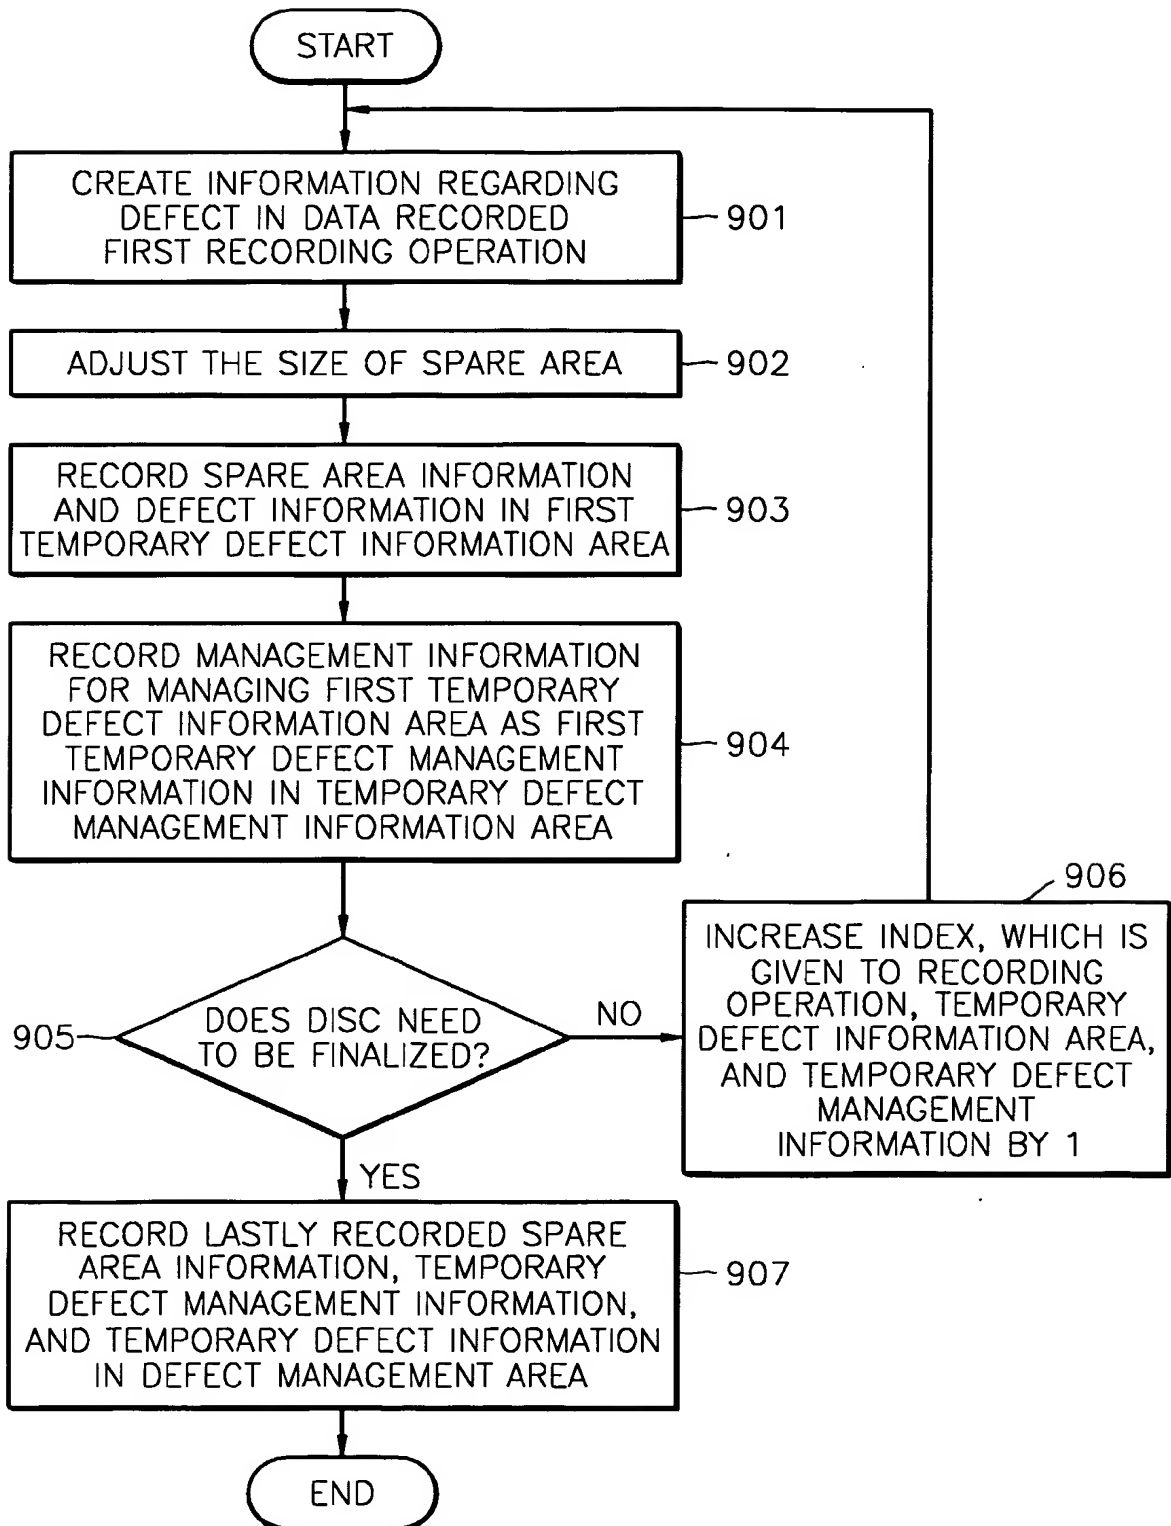 START
CREATE INFORMATION REGARDING
DEFECT IN DATA RECORDED
FIRST RECORDING OPERATION
901
ADJUST THE SIZE OF SPARE AREA
902
RECORD SPARE AREA INFORMATION
AND DEFECT INFORMATION IN FIRST
TEMPORARY DEFECT INFORMATION AREA
903
RECORD MANAGEMENT INFORMATION
FOR MANAGING FIRST TEMPORARY
DEFECT INFORMATION AREA AS FIRST
TEMPORARY DEFECT MANAGEMENT
INFORMATION IN TEMPORARY DEFECT
MANAGEMENT INFORMATION AREA
904
905
DOES DISC NEED
TO BE FINALIZED?
NO
906
INCREASE INDEX, WHICH IS
GIVEN TO RECORDING
OPERATION, TEMPORARY
DEFECT INFORMATION AREA,
AND TEMPORARY DEFECT
MANAGEMENT
INFORMATION BY 1
YES
RECORD LASTLY RECORDED SPARE
AREA INFORMATION, TEMPORARY
DEFECT MANAGEMENT INFORMATION,
AND TEMPORARY DEFECT INFORMATION
IN DEFECT MANAGEMENT AREA
907
END